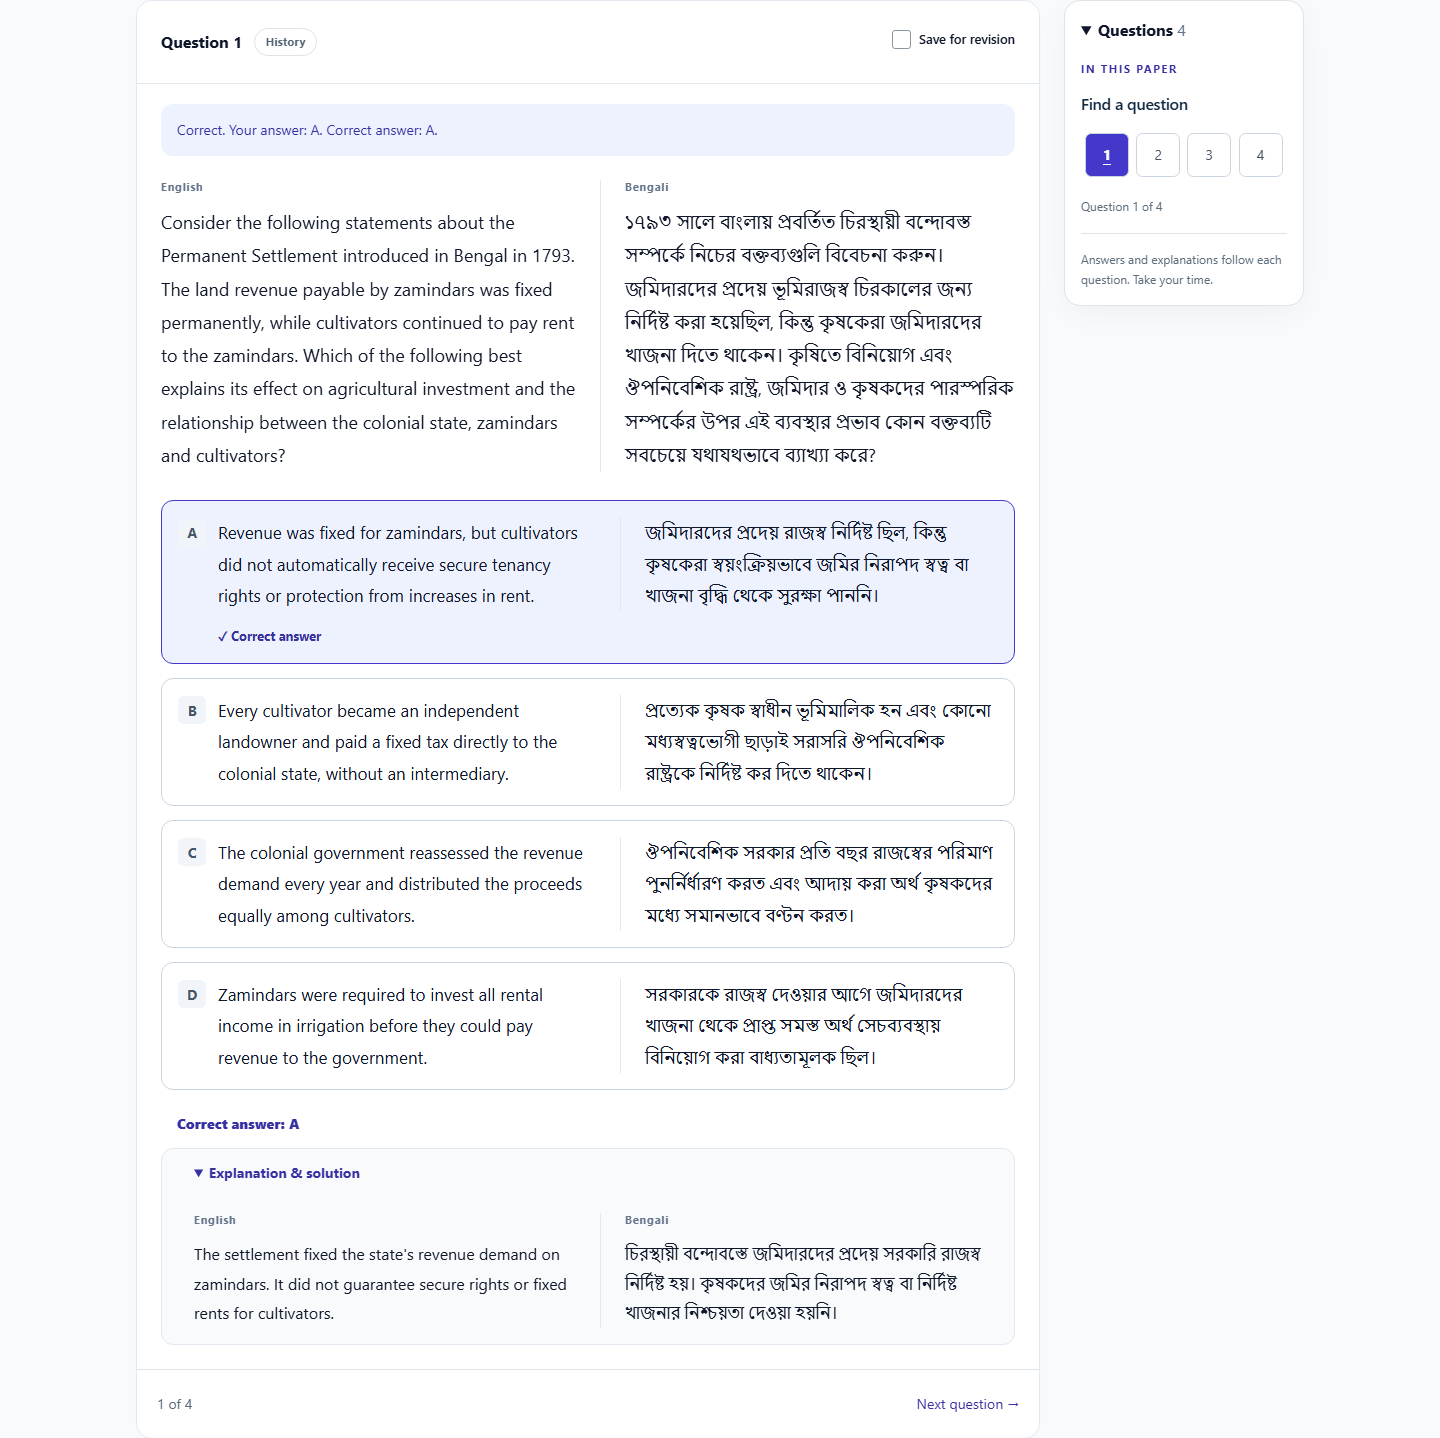 Question 1
History
Save for revision
Correct. Your answer: A. Correct answer: A.
English
Consider the following statements about the
Permanent Settlement introduced in Bengal in 1793.
The land revenue payable by zamindars was fixed
permanently, while cultivators continued to pay rent
to the zamindars. Which of the following best
explains its effect on agricultural investment and the
relationship between the colonial state, zamindars
and cultivators?
Bengali
১৭৯৩ সালে বাংলায় প্রবর্তিত চিরস্থায়ী বন্দোবস্ত
সম্পর্কে নিচের বক্তব্যগুলি বিবেচনা করুন।
জমিদারদের প্রদেয় ভূমিরাজস্ব চিরকালের জন্য
নির্দিষ্ট করা হয়েছিল, কিন্তু কৃষকেরা জমিদারদের
খাজনা দিতে থাকেন। কৃষিতে বিনিয়োগ এবং
ঔপনিবেশিক রাষ্ট্র, জমিদার ও কৃষকদের পারস্পরিক
সম্পর্কের উপর এই ব্যবস্থার প্রভাব কোন বক্তব্যটি
সবচেয়ে যথাযথভাবে ব্যাখ্যা করে?
A
Revenue was fixed for zamindars, but cultivators
did not automatically receive secure tenancy
rights or protection from increases in rent.
✓ Correct answer
জমিদারদের প্রদেয় রাজস্ব নির্দিষ্ট ছিল, কিন্তু
কৃষকেরা স্বয়ংক্রিয়ভাবে জমির নিরাপদ স্বত্ব বা
খাজনা বৃদ্ধি থেকে সুরক্ষা পাননি।
B
Every cultivator became an independent
landowner and paid a fixed tax directly to the
colonial state, without an intermediary.
প্রত্যেক কৃষক স্বাধীন ভূমিমালিক হন এবং কোনো
মধ্যস্বত্বভোগী ছাড়াই সরাসরি ঔপনিবেশিক
রাষ্ট্রকে নির্দিষ্ট কর দিতে থাকেন।
C
The colonial government reassessed the revenue
demand every year and distributed the proceeds
equally among cultivators.
ঔপনিবেশিক সরকার প্রতি বছর রাজস্বের পরিমাণ
পুনর্নির্ধারণ করত এবং আদায় করা অর্থ কৃষকদের
মধ্যে সমানভাবে বণ্টন করত।
D
Zamindars were required to invest all rental
income in irrigation before they could pay
revenue to the government.
সরকারকে রাজস্ব দেওয়ার আগে জমিদারদের
খাজনা থেকে প্রাপ্ত সমস্ত অর্থ সেচব্যবস্থায়
বিনিয়োগ করা বাধ্যতামূলক ছিল।
Correct answer: A
▼ Explanation & solution
English
The settlement fixed the state's revenue demand on
zamindars. It did not guarantee secure rights or fixed
rents for cultivators.
Bengali
চিরস্থায়ী বন্দোবস্তে জমিদারদের প্রদেয় সরকারি রাজস্ব
নির্দিষ্ট হয়। কৃষকদের জমির নিরাপদ স্বত্ব বা নির্দিষ্ট
খাজনার নিশ্চয়তা দেওয়া হয়নি।
1 of 4
Next question →
▼ Questions 4
IN THIS PAPER
Find a question
1 2 3 4
Question 1 of 4
Answers and explanations follow each
question. Take your time.